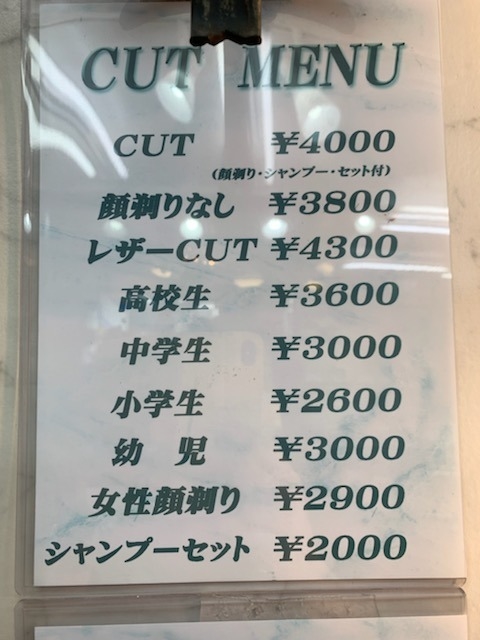 CUT MENU
CUT ¥4000
(顔剃り・シャンプー・セット付)
顔剃りなし ¥3800
レザーCUT ¥4300
高校生 ¥3600
中学生 ¥3000
小学生 ¥2600
幼 児 ¥3000
女性顔剃り ¥2900
シャンプーセット ¥2000